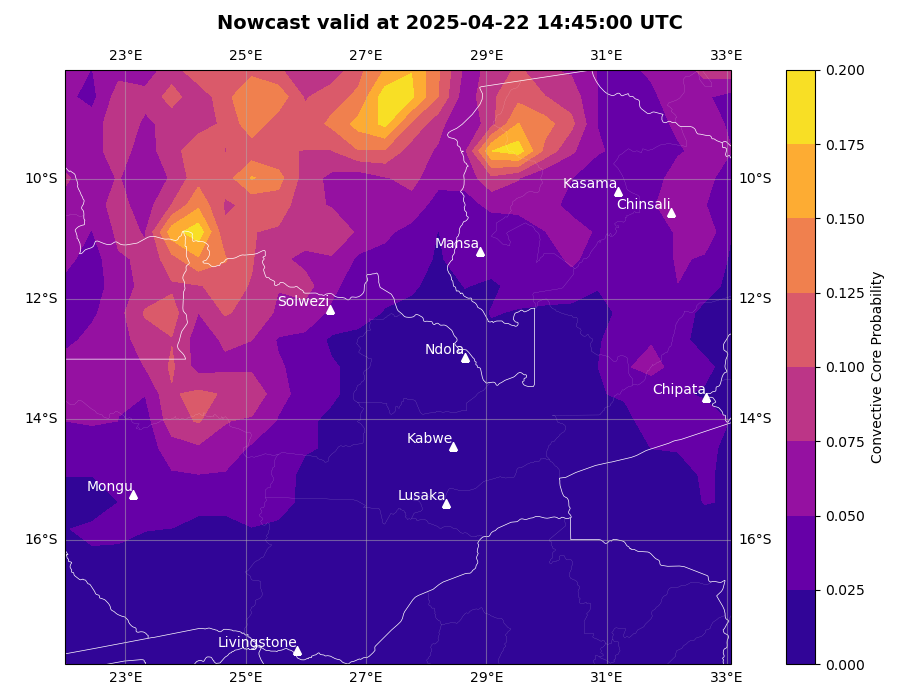 Nowcast valid at 2025-04-22 14:45:00 UTC
23°E 25°E 27°E 29°E 31°E 33°E
0.200
0.175
10°S Kasama 10°S
Chinsali
0.150
Mansa
12°S Solwezi 12°S
0.125
Ndola
0.100
Chipata
14°S 14°S
Kabwe
0.075
Mongu
Lusaka
0.050
16°S 16°S
0.025
Livingstone
0.000
23°E 25°E 27°E 29°E 31°E 33°E
Convective Core Probability